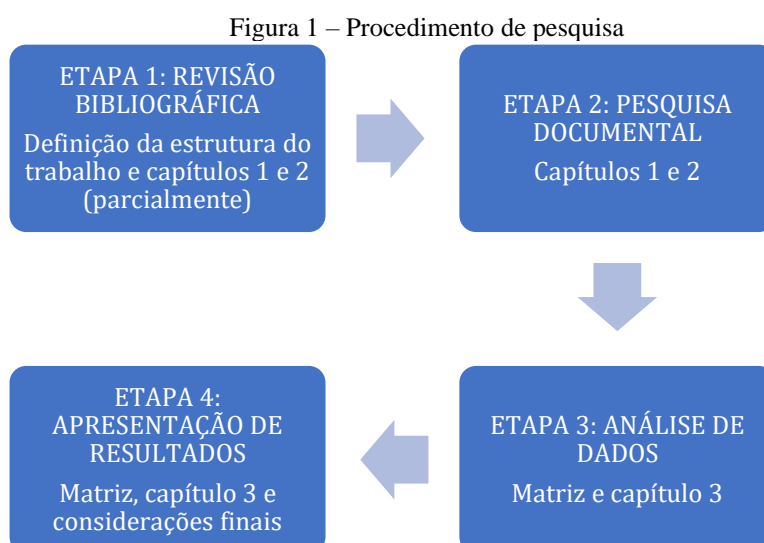 Figura 1 – Procedimento de pesquisa
ETAPA 1: REVISÃO
BIBLIOGRÁFICA
Definição da estrutura do
trabalho e capítulos 1 e 2
(parcialmente)
ETAPA 2: PESQUISA
DOCUMENTAL
Capítulos 1 e 2
ETAPA 3: ANÁLISE DE
DADOS
Matriz e capítulo 3
ETAPA 4:
APRESENTAÇÃO DE
RESULTADOS
Matriz, capítulo 3 e
considerações finais